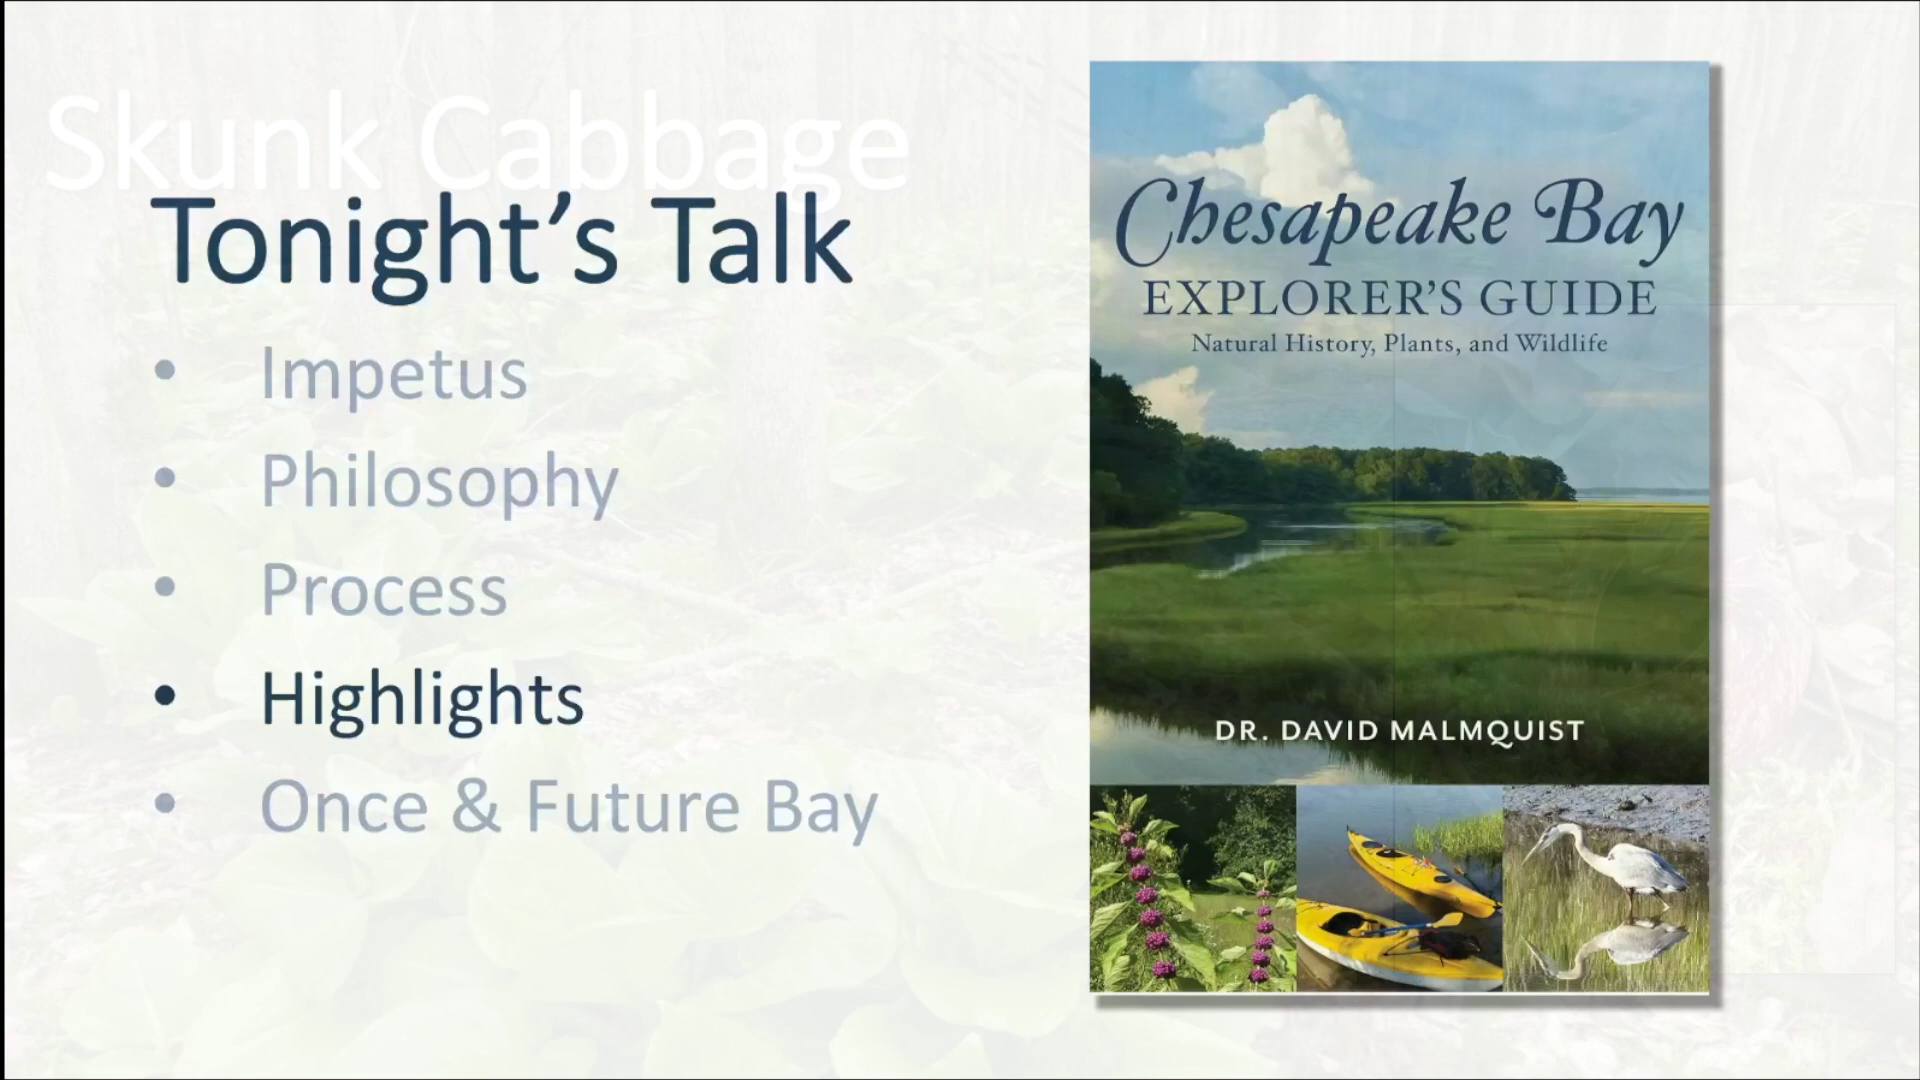 Skunk Cabbage
Tonight’s Talk
• Impetus
• Philosophy
• Process
• Highlights
• Once & Future Bay
Chesapeake Bay
EXPLORER’S GUIDE
Natural History, Plants, and Wildlife
DR. DAVID MALMQUIST